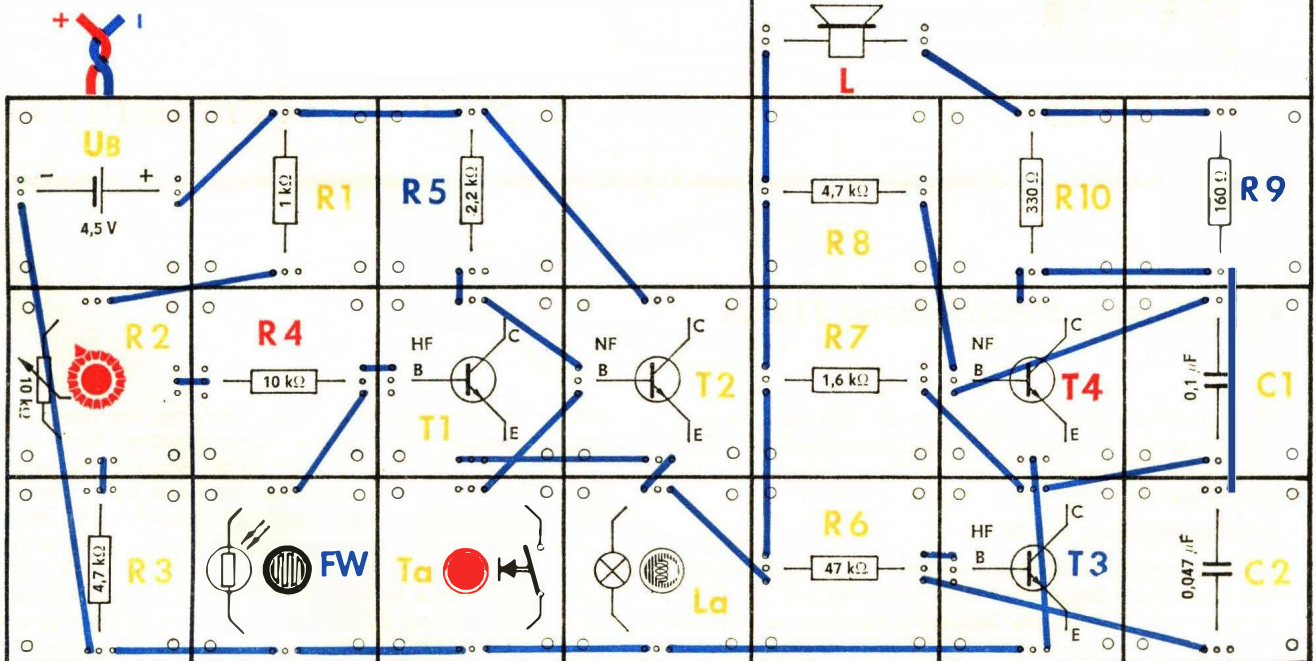 + −
L
UB
− +
4,5 V
1 kΩ
R1
R5
2,2 kΩ
4,7 kΩ
R8
330 Ω
R10
160 Ω
R9
10 kΩ
R2
R4
10 kΩ
HF
C
B
T1
E
NF
C
B
T2
E
R7
1,6 kΩ
NF
C
B
T4
E
0,1 µF
C1
4,7 kΩ
R3
FW
Ta
La
R6
47 kΩ
HF
C
B
T3
E
0,047 µF
C2